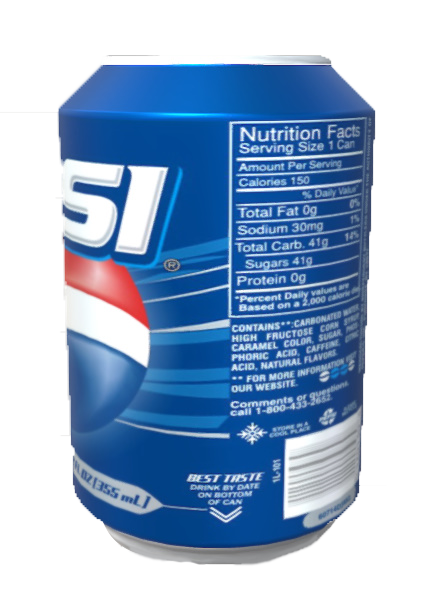 SI
®
Nutrition Facts
Serving Size 1 Can
Amount Per Serving
Calories 150
% Daily Value*
Total Fat 0g 0%
Sodium 30mg 1%
Total Carb. 41g 14%
Sugars 41g
Protein 0g
*Percent Daily values are
Based on a 2,000 calorie
CONTAINS**:CARBONATED WATER,
HIGH FRUCTOSE CORN
CARAMEL COLOR, SUGAR,
PHORIC ACID, CAFFEINE,
ACID, NATURAL FLAVORS.
** FOR MORE INFORMATION
OUR WEBSITE.
Comments or questions,
call 1-800-433-2652.
STORE IN A
COOL PLACE
1L-101
OZ(355 mL)
BEST TASTE
DRINK BY DATE
ON BOTTOM
OF CAN